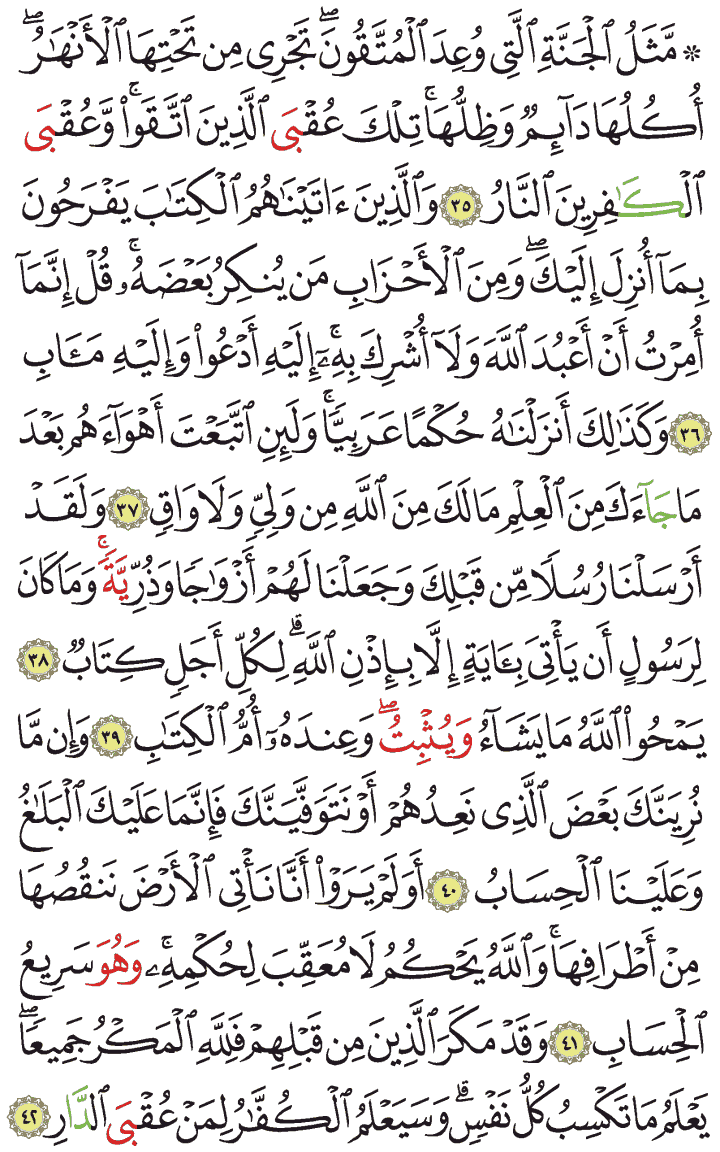 * مَّثَلُ ٱلْجَنَّةِ ٱلَّتِى وُعِدَ ٱلْمُتَّقُونَۖ تَجْرِى مِن تَحْتِهَا ٱلْأَنْهَٰرُۖ
أُكُلُهَا دَآئِمٌ وَظِلُّهَاۚ تِلْكَ عُقْبَى ٱلَّذِينَ ٱتَّقَوا۟ۚ وَّعُقْبَى
ٱلْكَٰفِرِينَ ٱلنَّارُ ٣٥ وَٱلَّذِينَ ءَاتَيْنَٰهُمُ ٱلْكِتَٰبَ يَفْرَحُونَ
بِمَآ أُنزِلَ إِلَيْكَۖ وَمِنَ ٱلْأَحْزَابِ مَن يُنكِرُ بَعْضَهُۥۚ قُلْ إِنَّمَآ
أُمِرْتُ أَنْ أَعْبُدَ ٱللَّهَ وَلَآ أُشْرِكَ بِهِۦٓۚ إِلَيْهِ أَدْعُوا۟ وَإِلَيْهِ مَـَٔابِ
٣٦ وَكَذَٰلِكَ أَنزَلْنَٰهُ حُكْمًا عَرَبِيًّاۚ وَلَئِنِ ٱتَّبَعْتَ أَهْوَآءَهُم بَعْدَ
مَا جَآءَكَ مِنَ ٱلْعِلْمِ مَا لَكَ مِنَ ٱللَّهِ مِن وَلِىٍّ وَلَا وَاقٍ ٣٧ وَلَقَدْ
أَرْسَلْنَا رُسُلًا مِّن قَبْلِكَ وَجَعَلْنَا لَهُمْ أَزْوَٰجًا وَذُرِّيَّةًۚ وَمَا كَانَ
لِرَسُولٍ أَن يَأْتِىَ بِـَٔايَةٍ إِلَّا بِإِذْنِ ٱللَّهِۗ لِكُلِّ أَجَلٍ كِتَابٌ ٣٨
يَمْحُوا۟ ٱللَّهُ مَا يَشَآءُ وَيُثْبِتُۖ وَعِندَهُۥٓ أُمُّ ٱلْكِتَٰبِ ٣٩ وَإِن مَّا
نُرِيَنَّكَ بَعْضَ ٱلَّذِى نَعِدُهُمْ أَوْ نَتَوَفَّيَنَّكَ فَإِنَّمَا عَلَيْكَ ٱلْبَلَٰغُ
وَعَلَيْنَا ٱلْحِسَابُ ٤٠ أَوَلَمْ يَرَوْا۟ أَنَّا نَأْتِى ٱلْأَرْضَ نَنقُصُهَا
مِنْ أَطْرَافِهَاۚ وَٱللَّهُ يَحْكُمُ لَا مُعَقِّبَ لِحُكْمِهِۦۚ وَهُوَ سَرِيعُ
ٱلْحِسَابِ ٤١ وَقَدْ مَكَرَ ٱلَّذِينَ مِن قَبْلِهِمْ فَلِلَّهِ ٱلْمَكْرُ جَمِيعًاۖ
يَعْلَمُ مَا تَكْسِبُ كُلُّ نَفْسٍۗ وَسَيَعْلَمُ ٱلْكُفَّٰرُ لِمَنْ عُقْبَى ٱلدَّارِ ٤٢